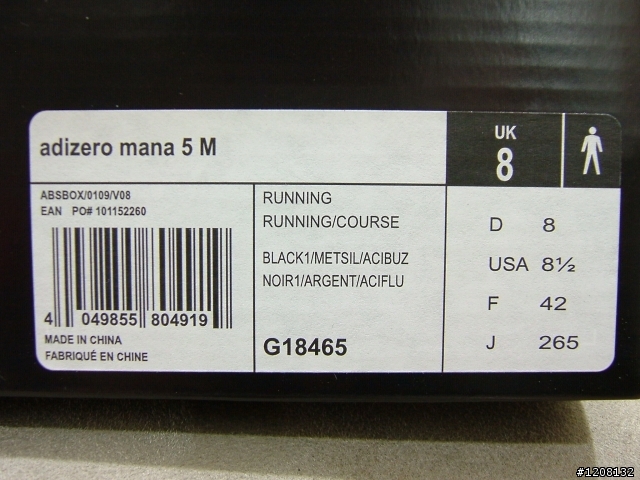 adizero mana 5 M
UK
8
ABSBOX/0109/V08
EAN PO# 101152260
4 049855 804919
MADE IN CHINA
FABRIQUÉ EN CHINE
RUNNING
RUNNING/COURSE
BLACK1/METSIL/ACIBUZ
NOIR1/ARGENT/ACIFLU
G18465
D 8
USA 8½
F 42
J 265
#1208132